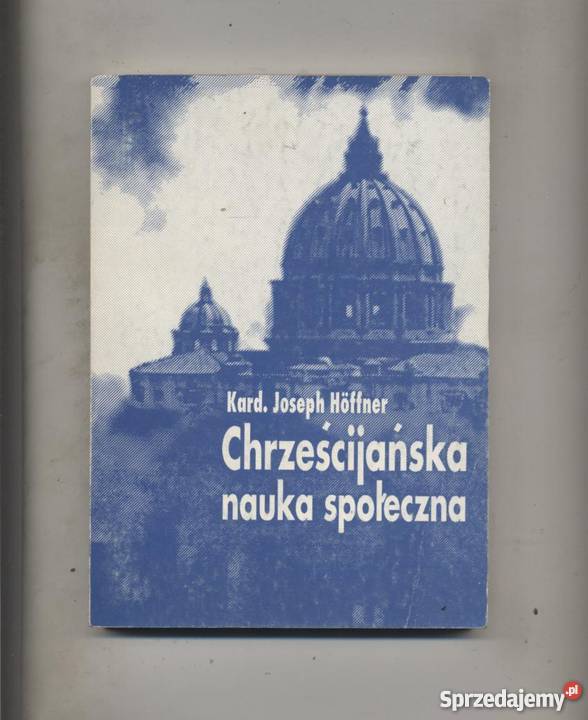 Kard. Joseph Höffner
Chrześcijańska
nauka społeczna
Sprzedajemy.pl